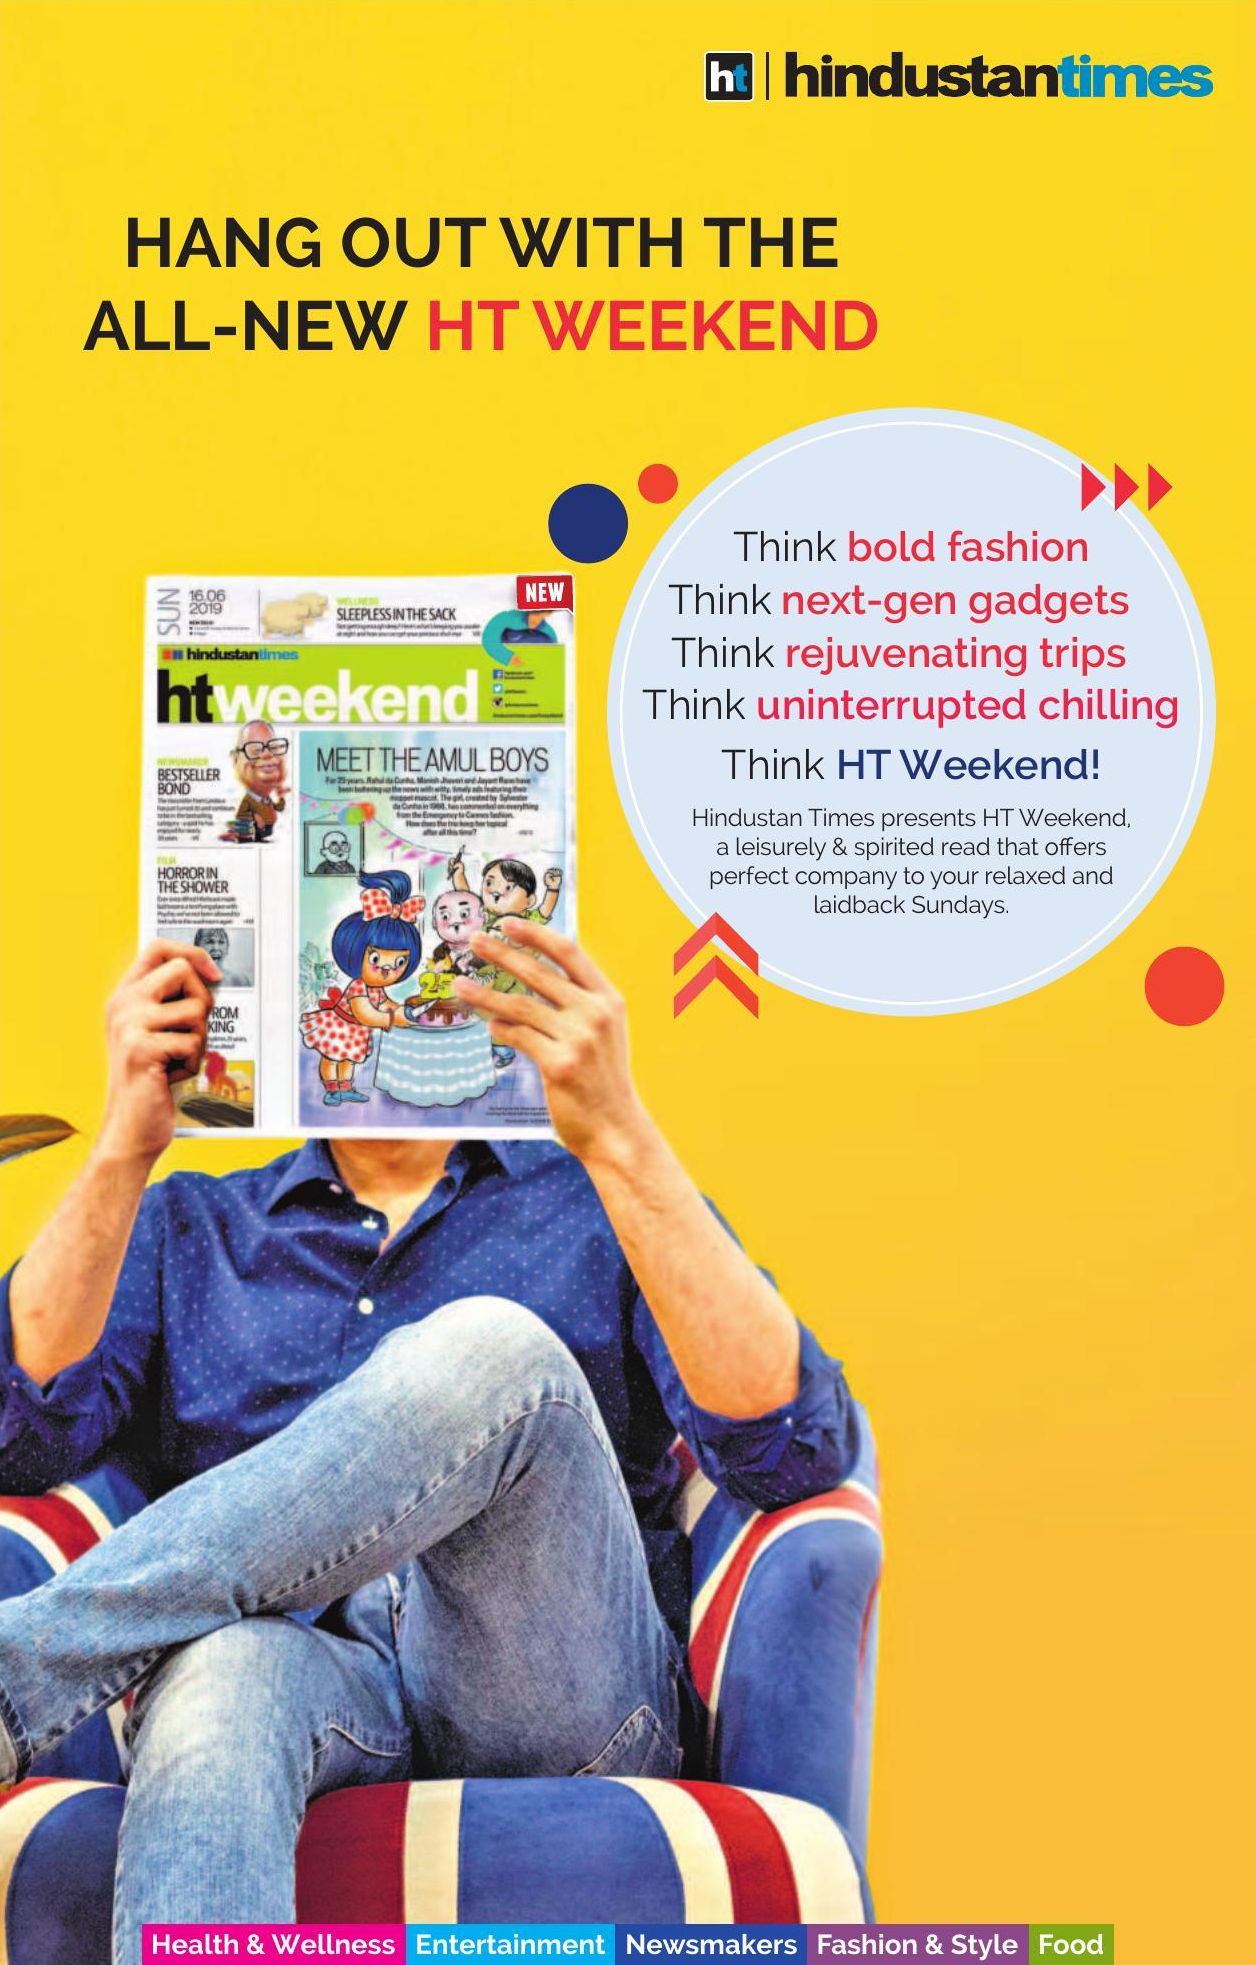 ht | hindustantimes
HANG OUT WITH THE
ALL-NEW HT WEEKEND
Think bold fashion
Think next-gen gadgets
Think rejuvenating trips
Think uninterrupted chilling
Think HT Weekend!
Hindustan Times presents HT Weekend,
a leisurely & spirited read that offers
perfect company to your relaxed and
laidback Sundays.
NEW
SUN
16.06
2019
WELLNESS
SLEEPLESS IN THE SACK
hindustantimes
htweekend
NEWSMAKER
BESTSELLER
BOND
MEET THE AMUL BOYS
For 25 years, Rahul da Cunha, Manish Jhaveri and Jayant Rane have
been buttering up the news with witty, timely ads featuring their
moppet mascot. The girl, created by Sylvester
da Cunha in 1966, has commented on everything
from the Emergency to Cannes fashion.
How does the trio keep her topical
after all this time?
FILM
HORROR IN
THE SHOWER
25
ROM
KING
Health & Wellness Entertainment Newsmakers Fashion & Style Food